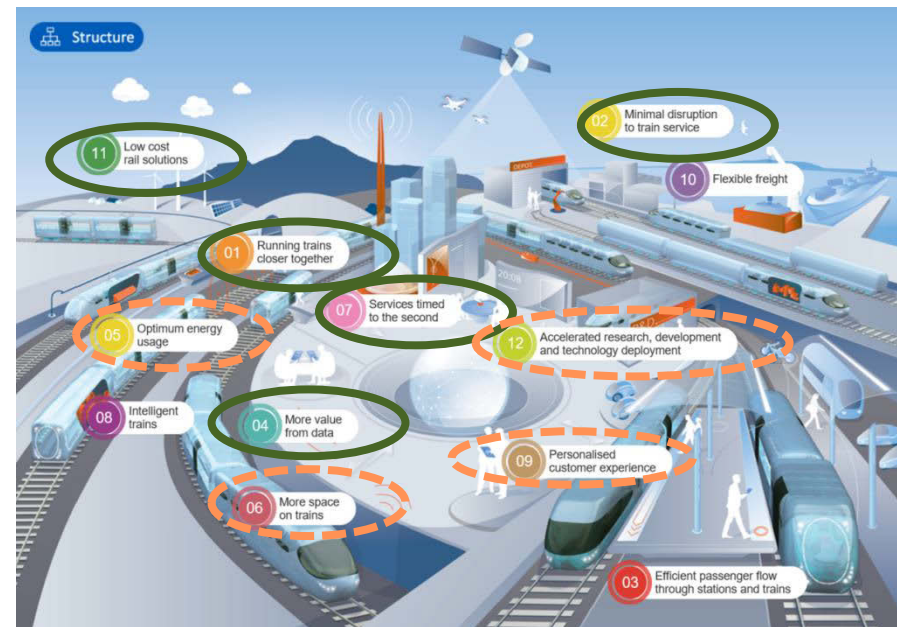 Structure
02
Minimal disruption
to train service
11
Low cost
rail solutions
DEPOT
10
Flexible freight
01
Running trains
closer together
20:08
07
Services timed
to the second
05
Optimum energy
usage
12
Accelerated research, development
and technology deployment
08
Intelligent
trains
04
More value
from data
09
Personalised
customer experience
06
More space
on trains
03
Efficient passenger flow
through stations and trains